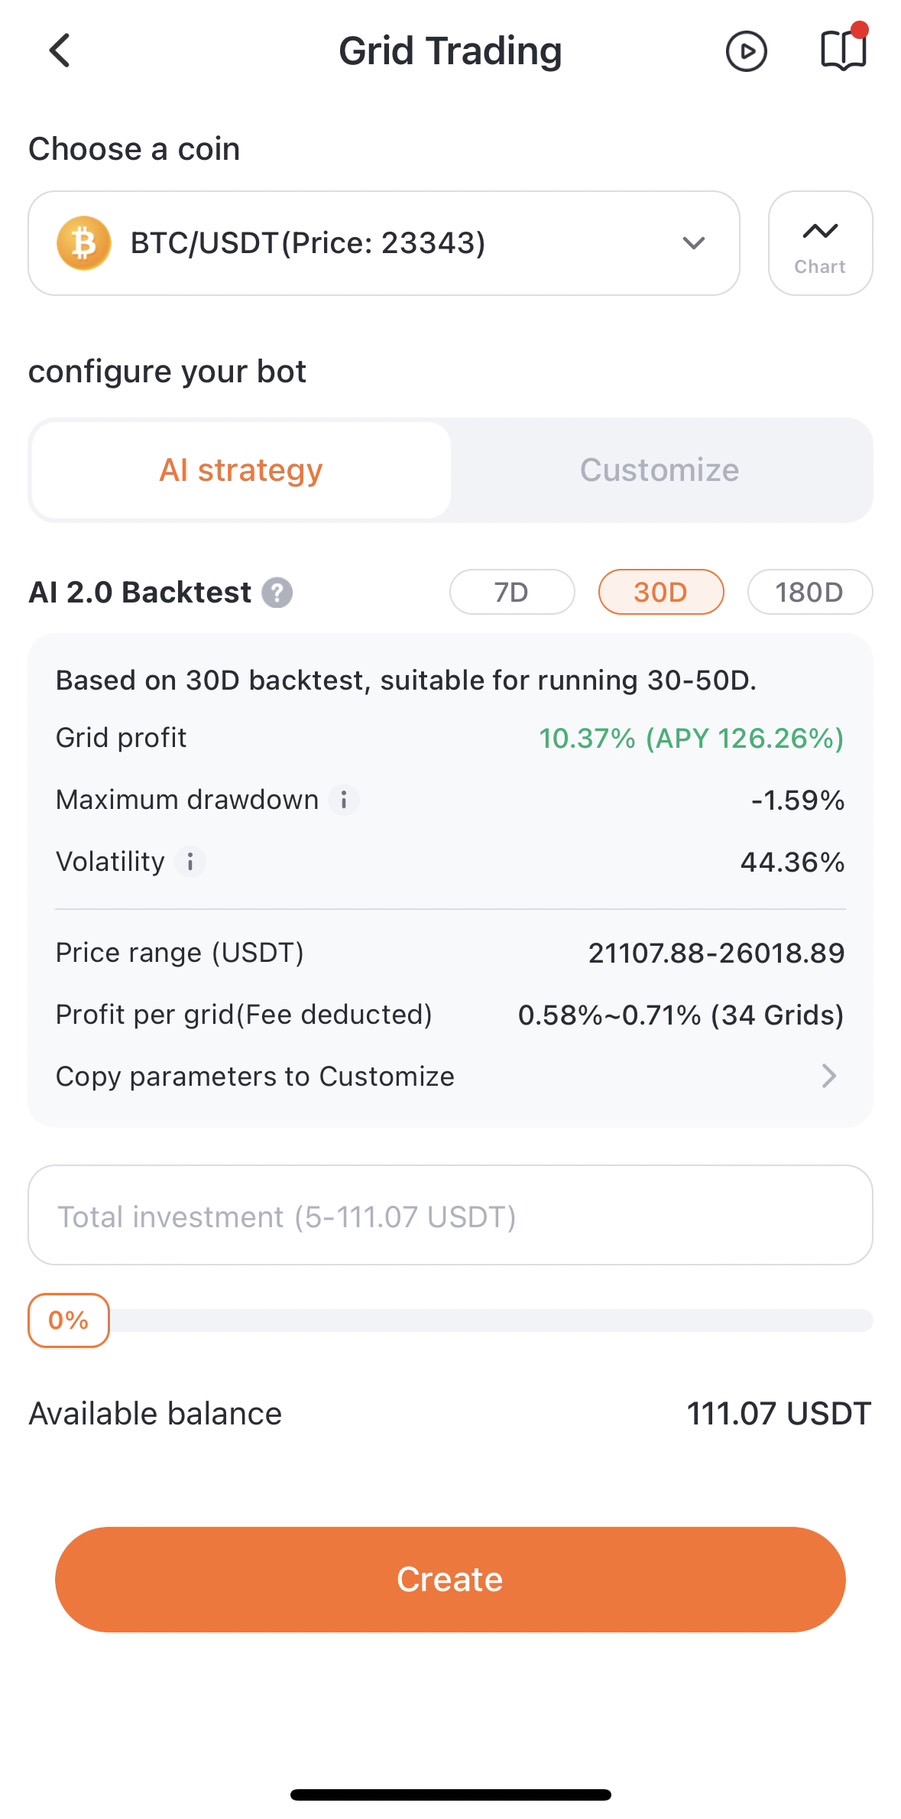 Grid Trading
Choose a coin
BTC/USDT(Price: 23343)
Chart
configure your bot
AI strategy
Customize
AI 2.0 Backtest ?
7D
30D
180D
Based on 30D backtest, suitable for running 30-50D.
Grid profit 10.37% (APY 126.26%)
Maximum drawdown i -1.59%
Volatility i 44.36%
Price range (USDT) 21107.88-26018.89
Profit per grid(Fee deducted) 0.58%~0.71% (34 Grids)
Copy parameters to Customize
Total investment (5-111.07 USDT)
0%
Available balance 111.07 USDT
Create